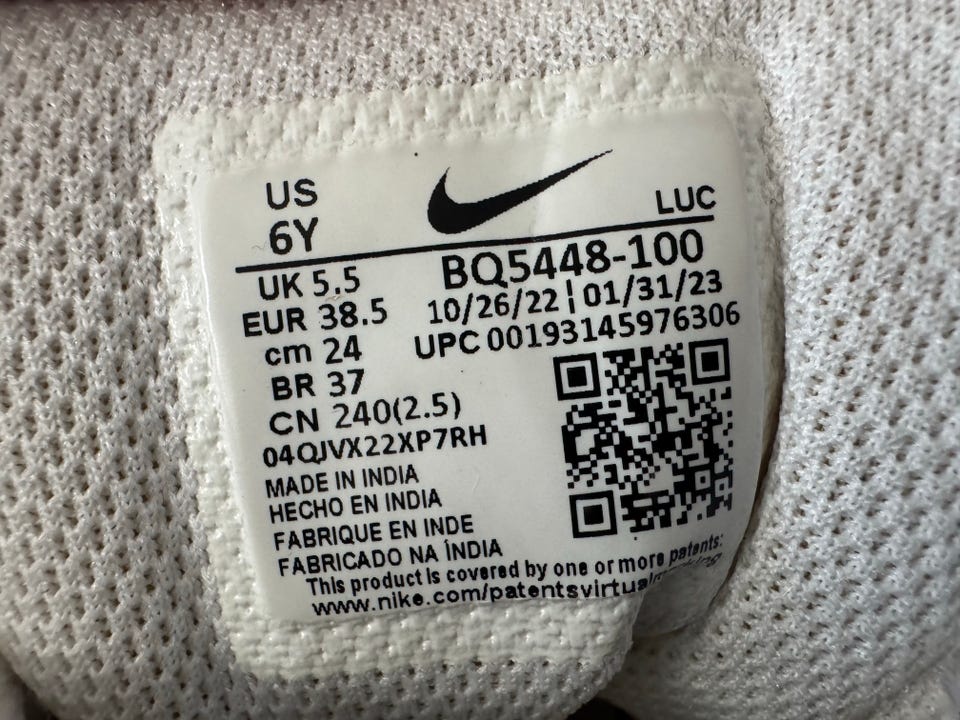 US
6Y
LUC
UK 5.5
EUR 38.5
cm 24
BR 37
CN 240(2.5)
BQ5448-100
10/26/22 ¦ 01/31/23
UPC 00193145976306
04QJVX22XP7RH
MADE IN INDIA
HECHO EN INDIA
FABRIQUE EN INDE
FABRICADO NA ÍNDIA
This product is covered by one or more patents:
www.nike.com/patentsvirtualmarking